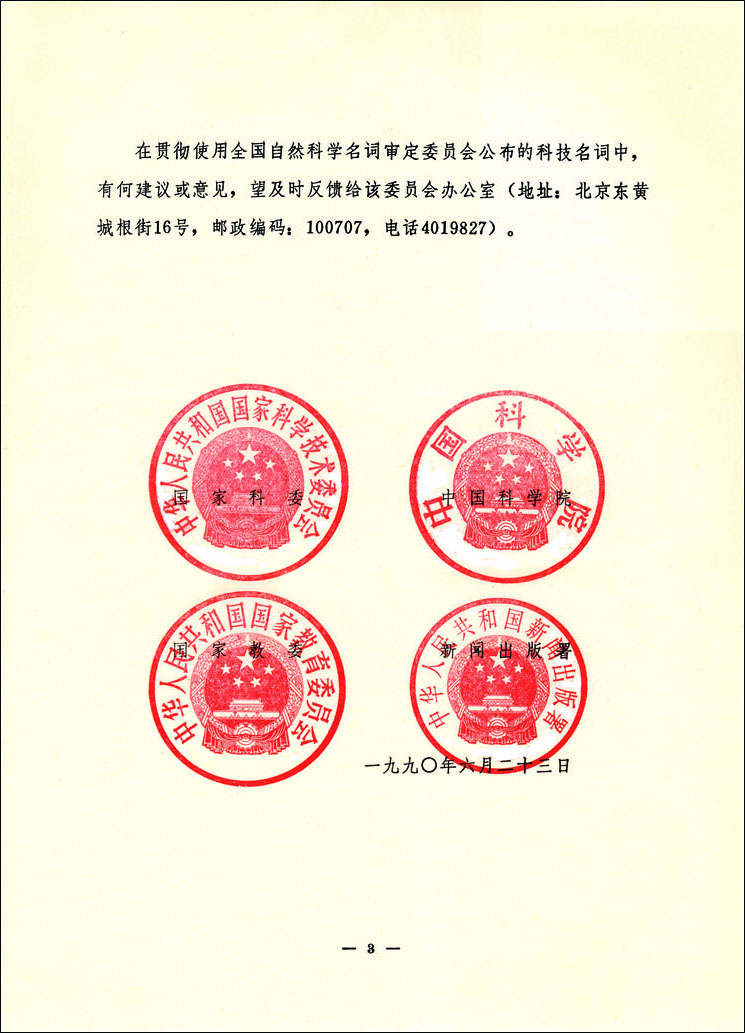 在贯彻使用全国自然科学名词审定委员会公布的科技名词中，
有何建议或意见，望及时反馈给该委员会办公室（地址：北京东黄
城根街16号，邮政编码：100707，电话4019827）。
中华人民共和国国家科学技术委员会
国家科委
中国科学院
中国科学院
中华人民共和国国家教育委员会
国家教委
中华人民共和国新闻出版署
新闻出版署
一九九〇年六月二十三日
— 3 —